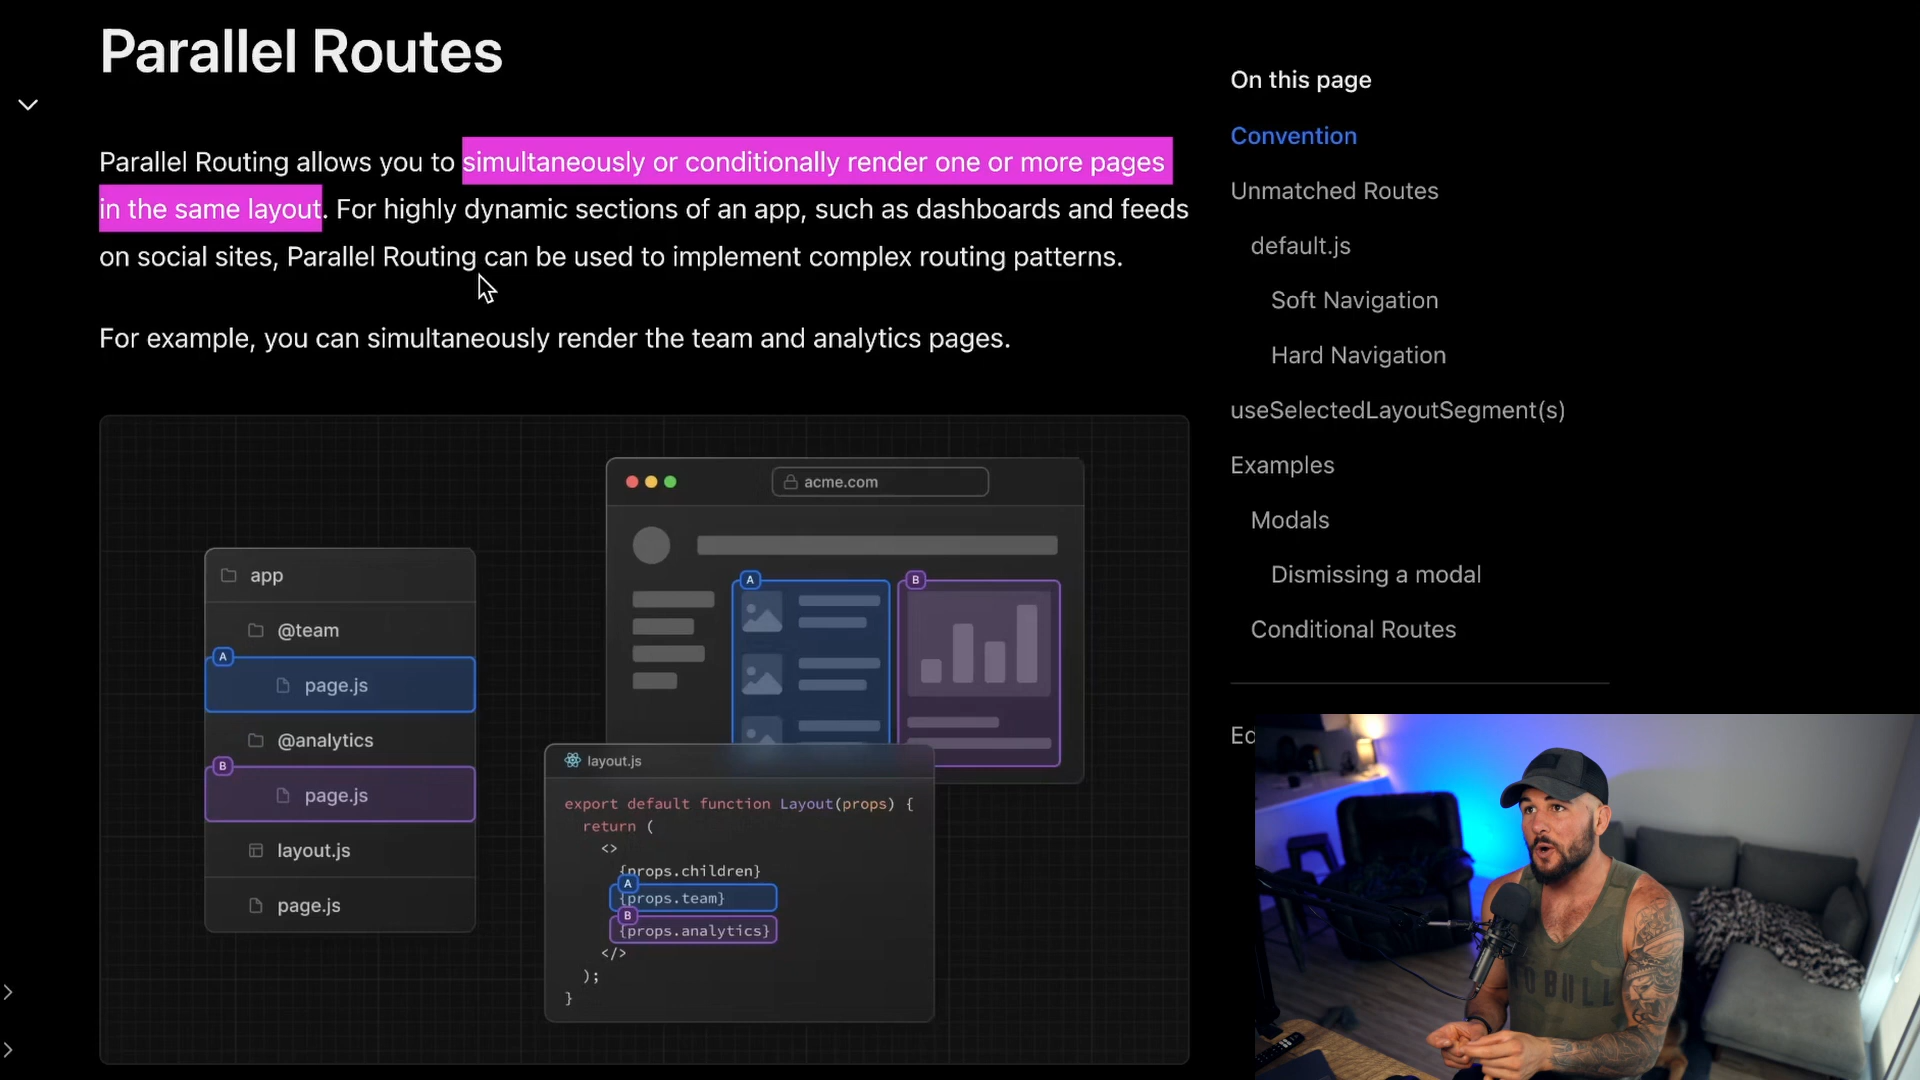 Parallel Routes
Parallel Routing allows you to simultaneously or conditionally render one or more pages
in the same layout. For highly dynamic sections of an app, such as dashboards and feeds
on social sites, Parallel Routing can be used to implement complex routing patterns.
For example, you can simultaneously render the team and analytics pages.
app
@team
A
page.js
@analytics
B
page.js
layout.js
page.js
acme.com
A
B
layout.js
export default function Layout(props) {
return (
<>
{props.children}
A
{props.team}
B
{props.analytics}
</>
);
}
On this page
Convention
Unmatched Routes
default.js
Soft Navigation
Hard Navigation
useSelectedLayoutSegment(s)
Examples
Modals
Dismissing a modal
Conditional Routes
Ed